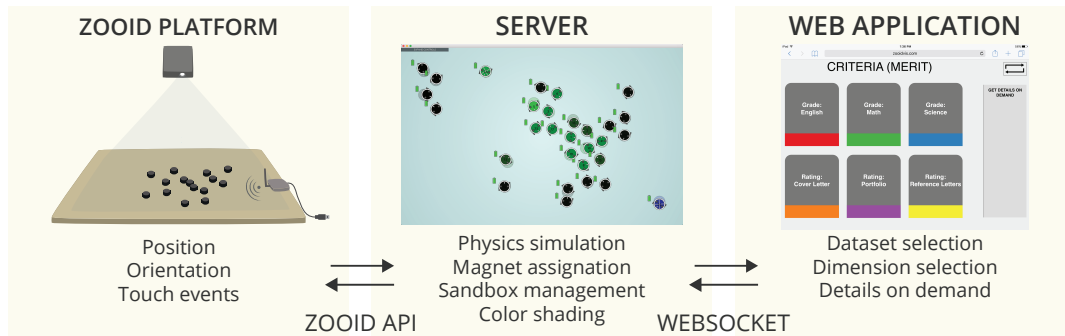 ZOOID PLATFORM
Position
Orientation
Touch events
ZOOID API
SERVER
Physics simulation
Magnet assignation
Sandbox management
Color shading
WEBSOCKET
WEB APPLICATION
CRITERIA (MERIT)
GET DETAILS ON
DEMAND
Grade:
English
Grade:
Math
Grade:
Science
Rating:
Cover Letter
Rating:
Portfolio
Rating:
Reference Letters
Dataset selection
Dimension selection
Details on demand